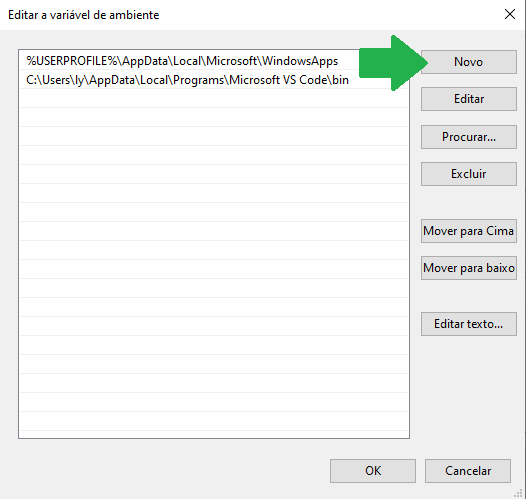 Editar a variável de ambiente
%USERPROFILE%\AppData\Local\Microsoft\WindowsApps
C:\Users\ly\AppData\Local\Programs\Microsoft VS Code\bin
Novo
Editar
Procurar...
Excluir
Mover para Cima
Mover para baixo
Editar texto...
OK
Cancelar